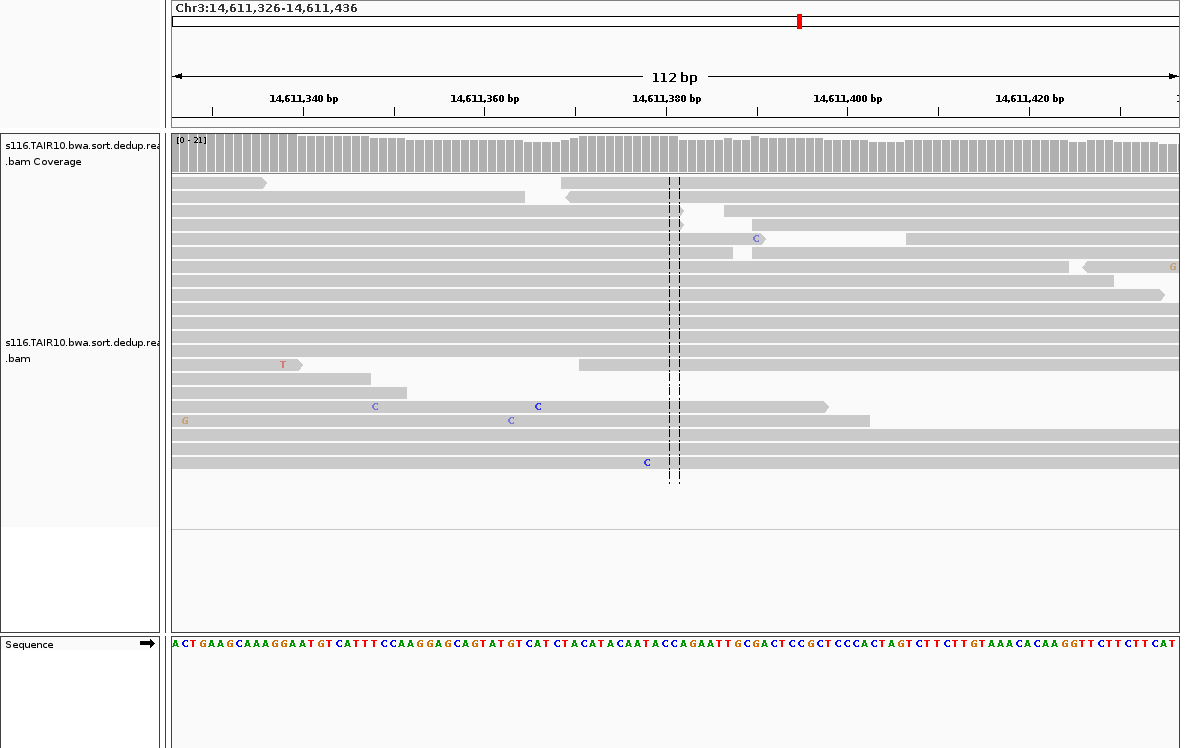 Chr3:14,611,326-14,611,436
112 bp
14,611,340 bp 14,611,360 bp 14,611,380 bp 14,611,400 bp 14,611,420 bp
s116.TAIR10.bwa.sort.dedup.rea
.bam Coverage
[0 - 21]
C
G
s116.TAIR10.bwa.sort.dedup.rea
.bam
T
C C
G C
C
Sequence
ACTGAAGCAAAGGAATGTCATTTCCAAGGAGCAGTATGTCATCTACATACAATACCAGAATTGCGACTCCGCTCCCACTAGTCTTCTTGTAAACACAAGGTTCTTCTTCAT